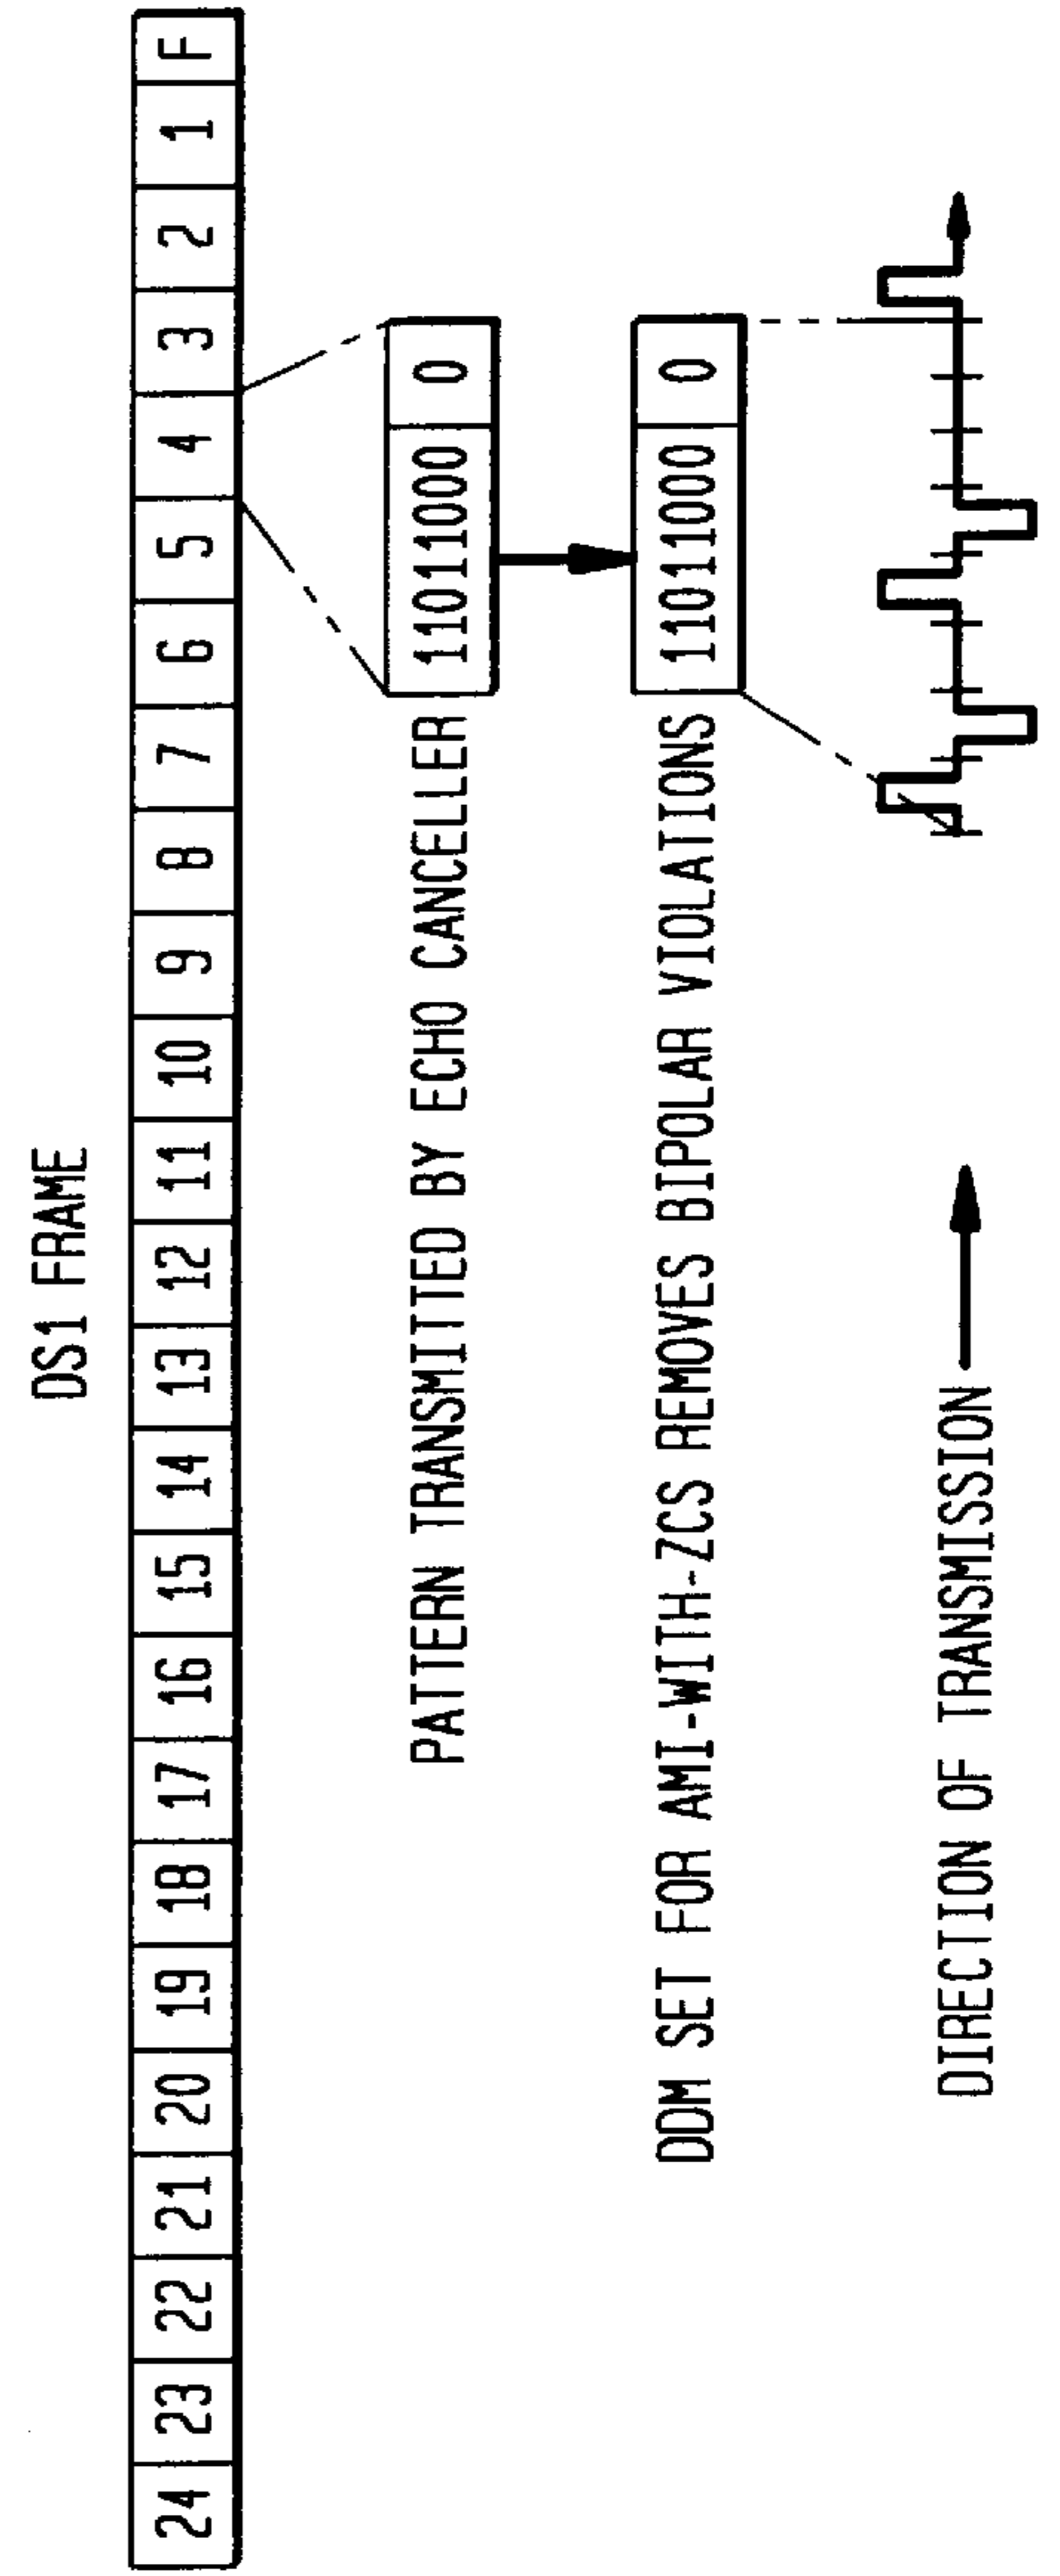 DS1 FRAME
24 23 22 21 20 19 18 17 16 15 14 13 12 11 10 9 8 7 6 5 4 3 2 1 F
PATTERN TRANSMITTED BY ECHO CANCELLER 11011000 0
DDM SET FOR AMI-WITH-ZCS REMOVES BIPOLAR VIOLATIONS 11011000 0
DIRECTION OF TRANSMISSION